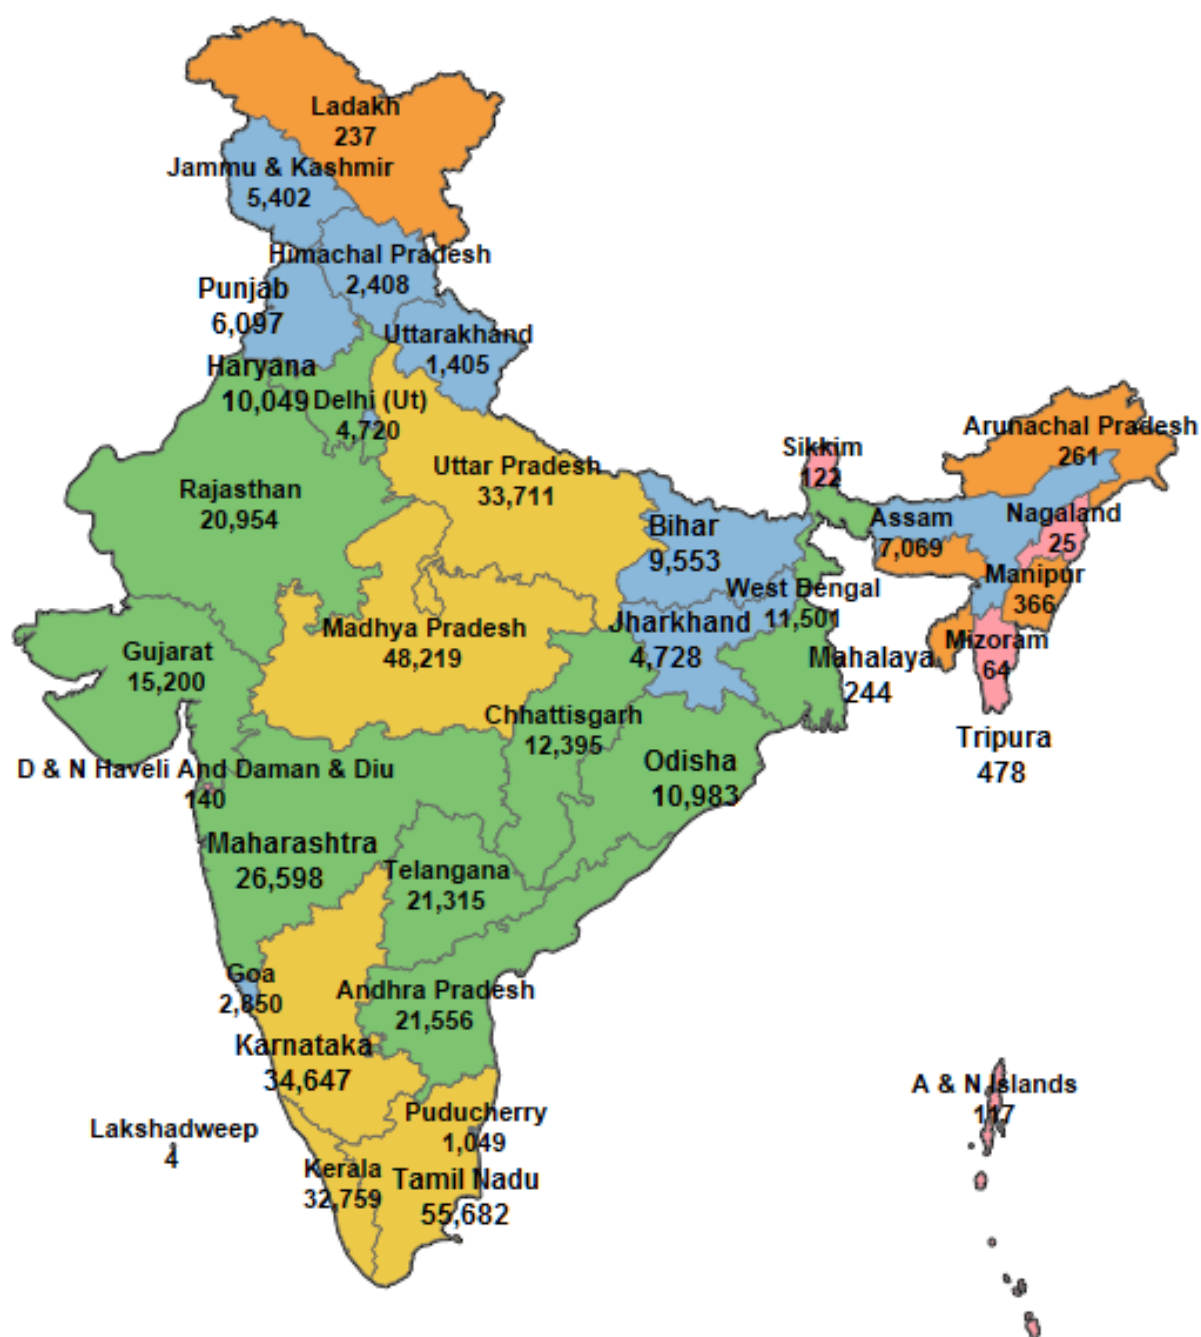 Ladakh
237
Jammu & Kashmir
5,402
Himachal Pradesh
2,408
Punjab
6,097
Uttarakhand
1,405
Haryana
10,049
Delhi (Ut)
4,720
Arunachal Pradesh
261
Sikkim
122
Uttar Pradesh
33,711
Rajasthan
20,954
Bihar
9,553
Assam
7,069
Nagaland
25
Manipur
366
West Bengal
11,501
Jharkhand
4,728
Madhya Pradesh
48,219
Gujarat
15,200
Mahalaya
244
Mizoram
64
Chhattisgarh
12,395
Tripura
478
Odisha
10,983
D & N Haveli And Daman & Diu
140
Maharashtra
26,598
Telangana
21,315
Goa
2,850
Andhra Pradesh
21,556
Karnataka
34,647
A & N Islands
117
Puducherry
1,049
Lakshadweep
4
Kerala
32,759
Tamil Nadu
55,682